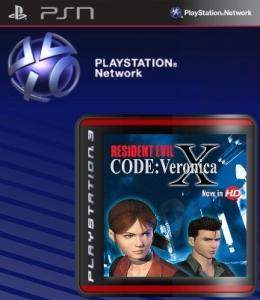 PSN
PlayStation®Network
PLAYSTATION®
Network
PLAYSTATION 3
RESIDENT EVIL
CODE:Veronica
X
Now in HD